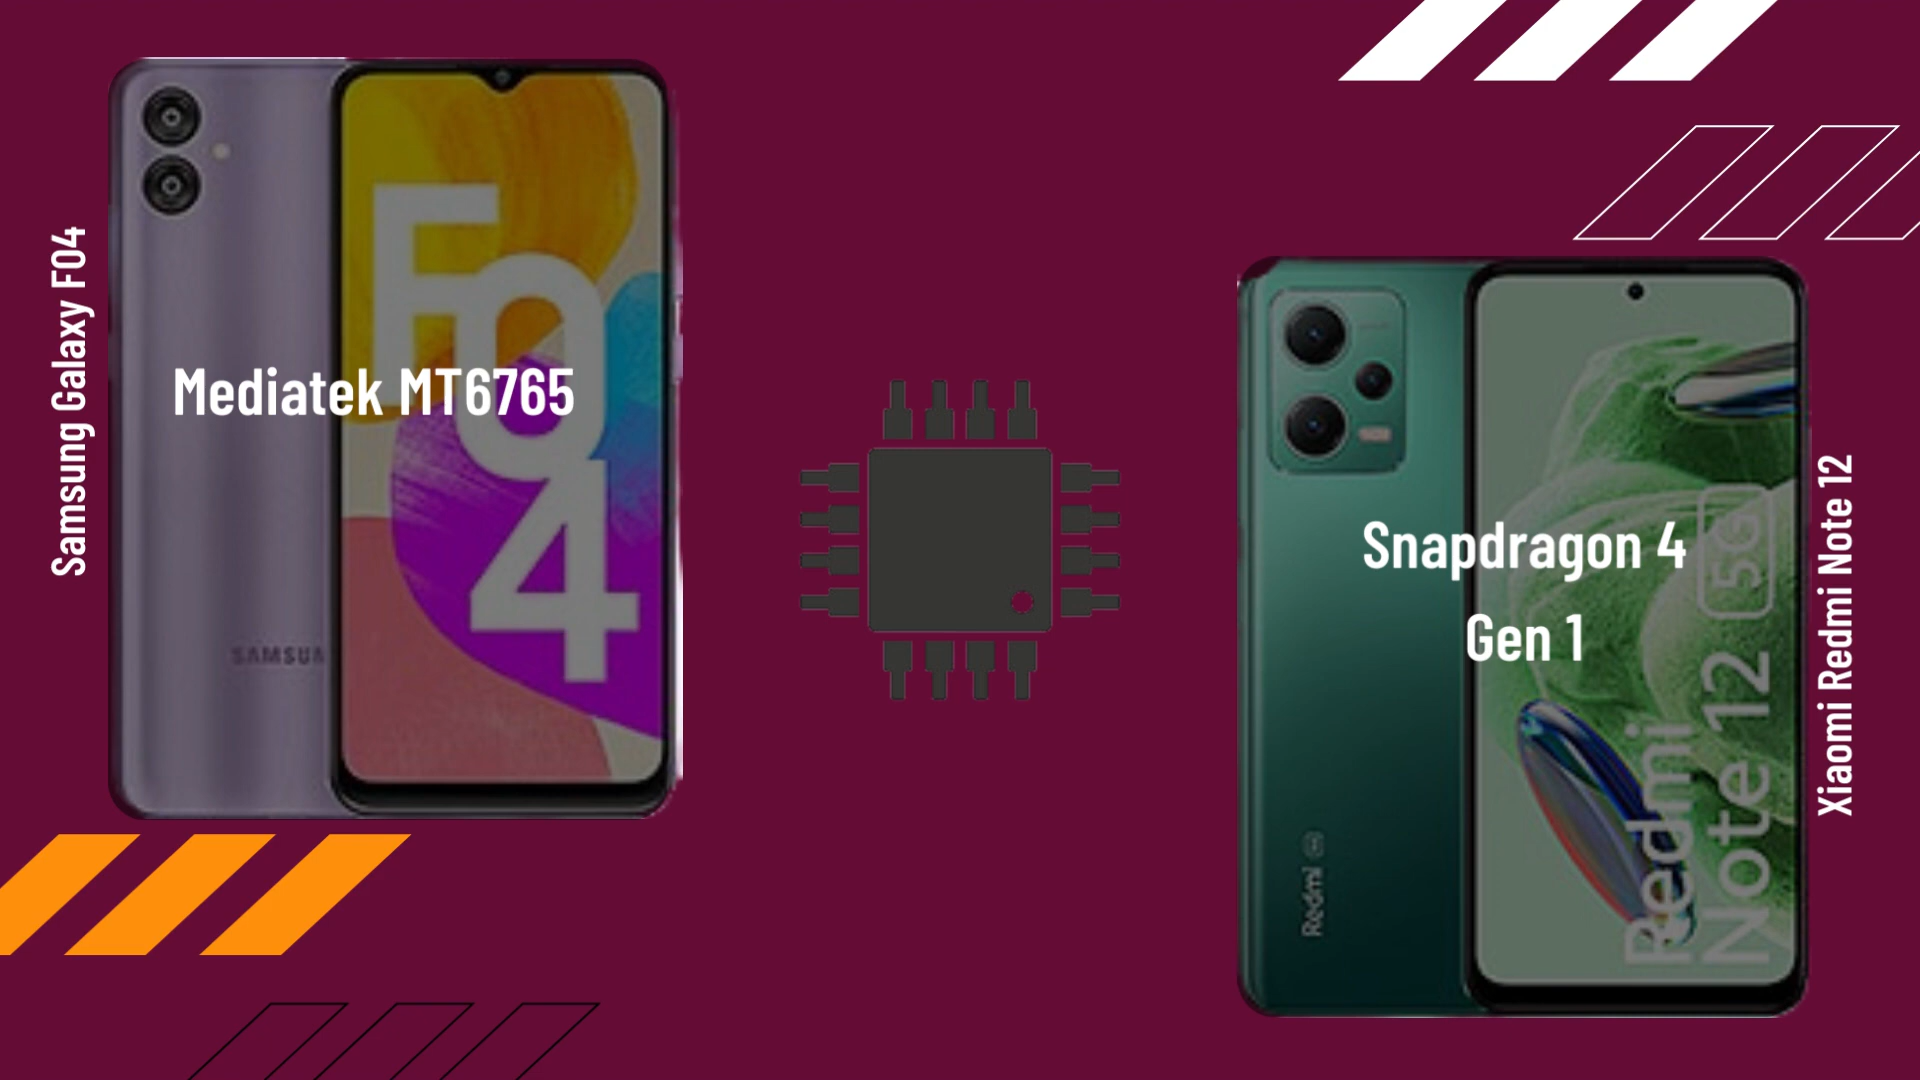 Samsung Galaxy F04
Mediatek MT6765
F04
SAMSUN
Snapdragon 4
Gen 1
Xiaomi Redmi Note 12
Redmi
Note 12 5G
Redmi